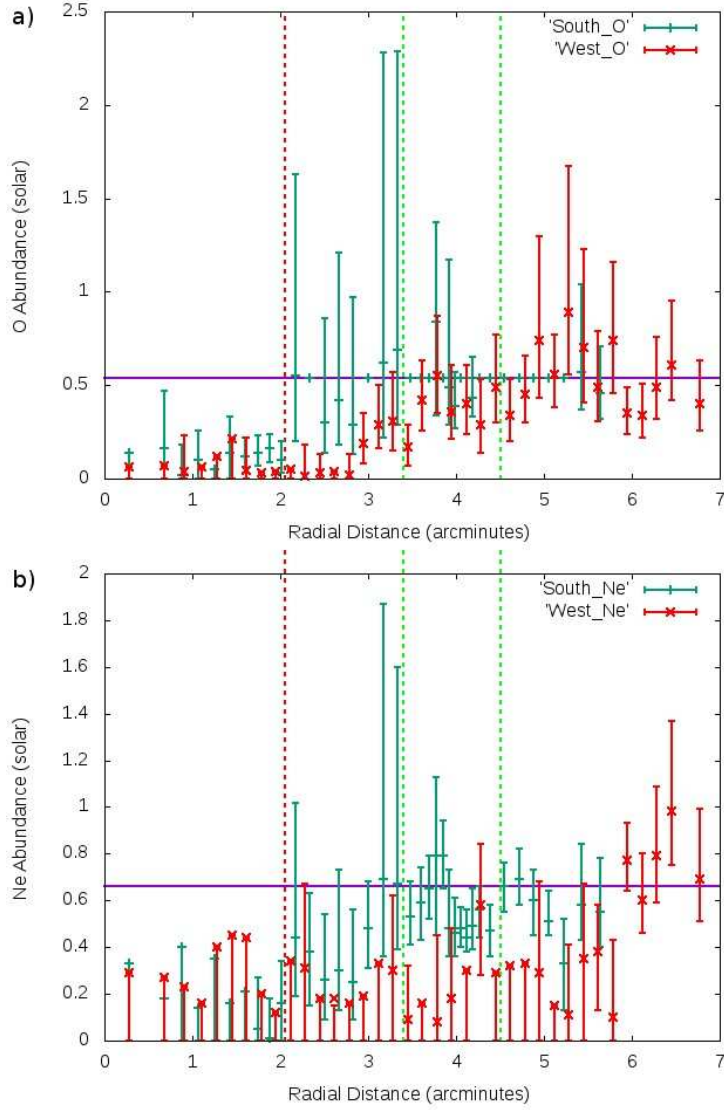 a)
2.5
'South_O'
'West_O'
2
1.5
O Abundance (solar)
1
0.5
0
0 1 2 3 4 5 6 7
Radial Distance (arcminutes)
b)
2
'South_Ne'
'West_Ne'
1.8
1.6
1.4
1.2
Ne Abundance (solar)
1
0.8
0.6
0.4
0.2
0
0 1 2 3 4 5 6 7
Radial Distance (arcminutes)